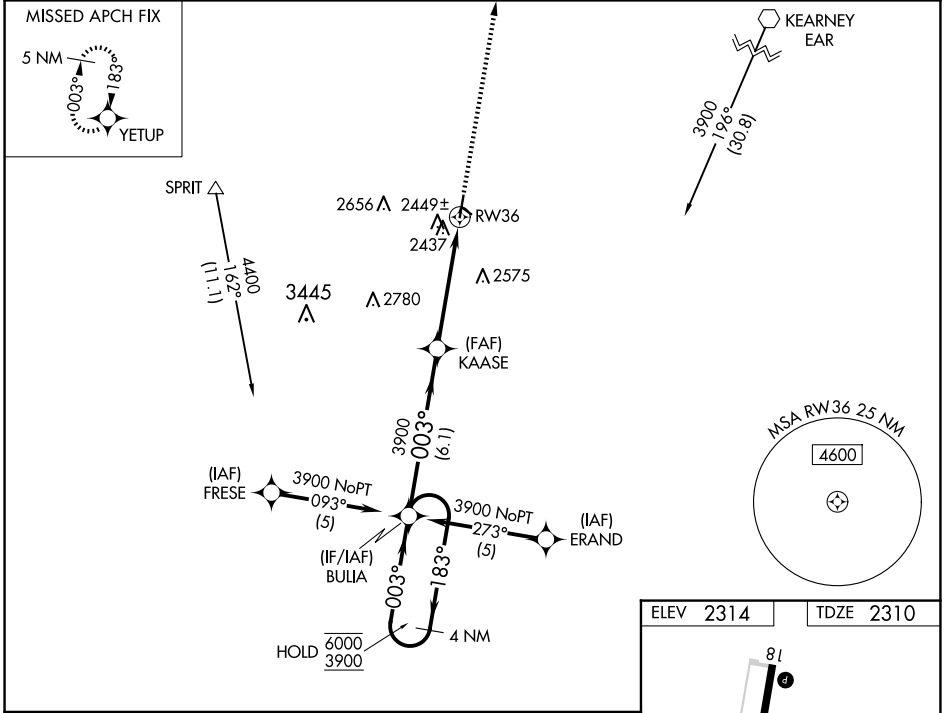 MISSED APCH FIX
5 NM
003°
183°
YETUP
KEARNEY
EAR
3900
196°
(30.8)
SPRIT
4400
162°
(11.1)
2656
2449±
RW36
2437
2575
3445
2780
(FAF)
KAASE
3900
003°
(6.1)
MSA RW36 25 NM
4600
(IAF)
FRESE
3900 NoPT
093°
(5)
3900 NoPT
273°
(5)
(IAF)
ERAND
(IF/IAF)
BULIA
003°
183°
HOLD
6000
3900
4 NM
ELEV 2314
TDZE 2310
18
P